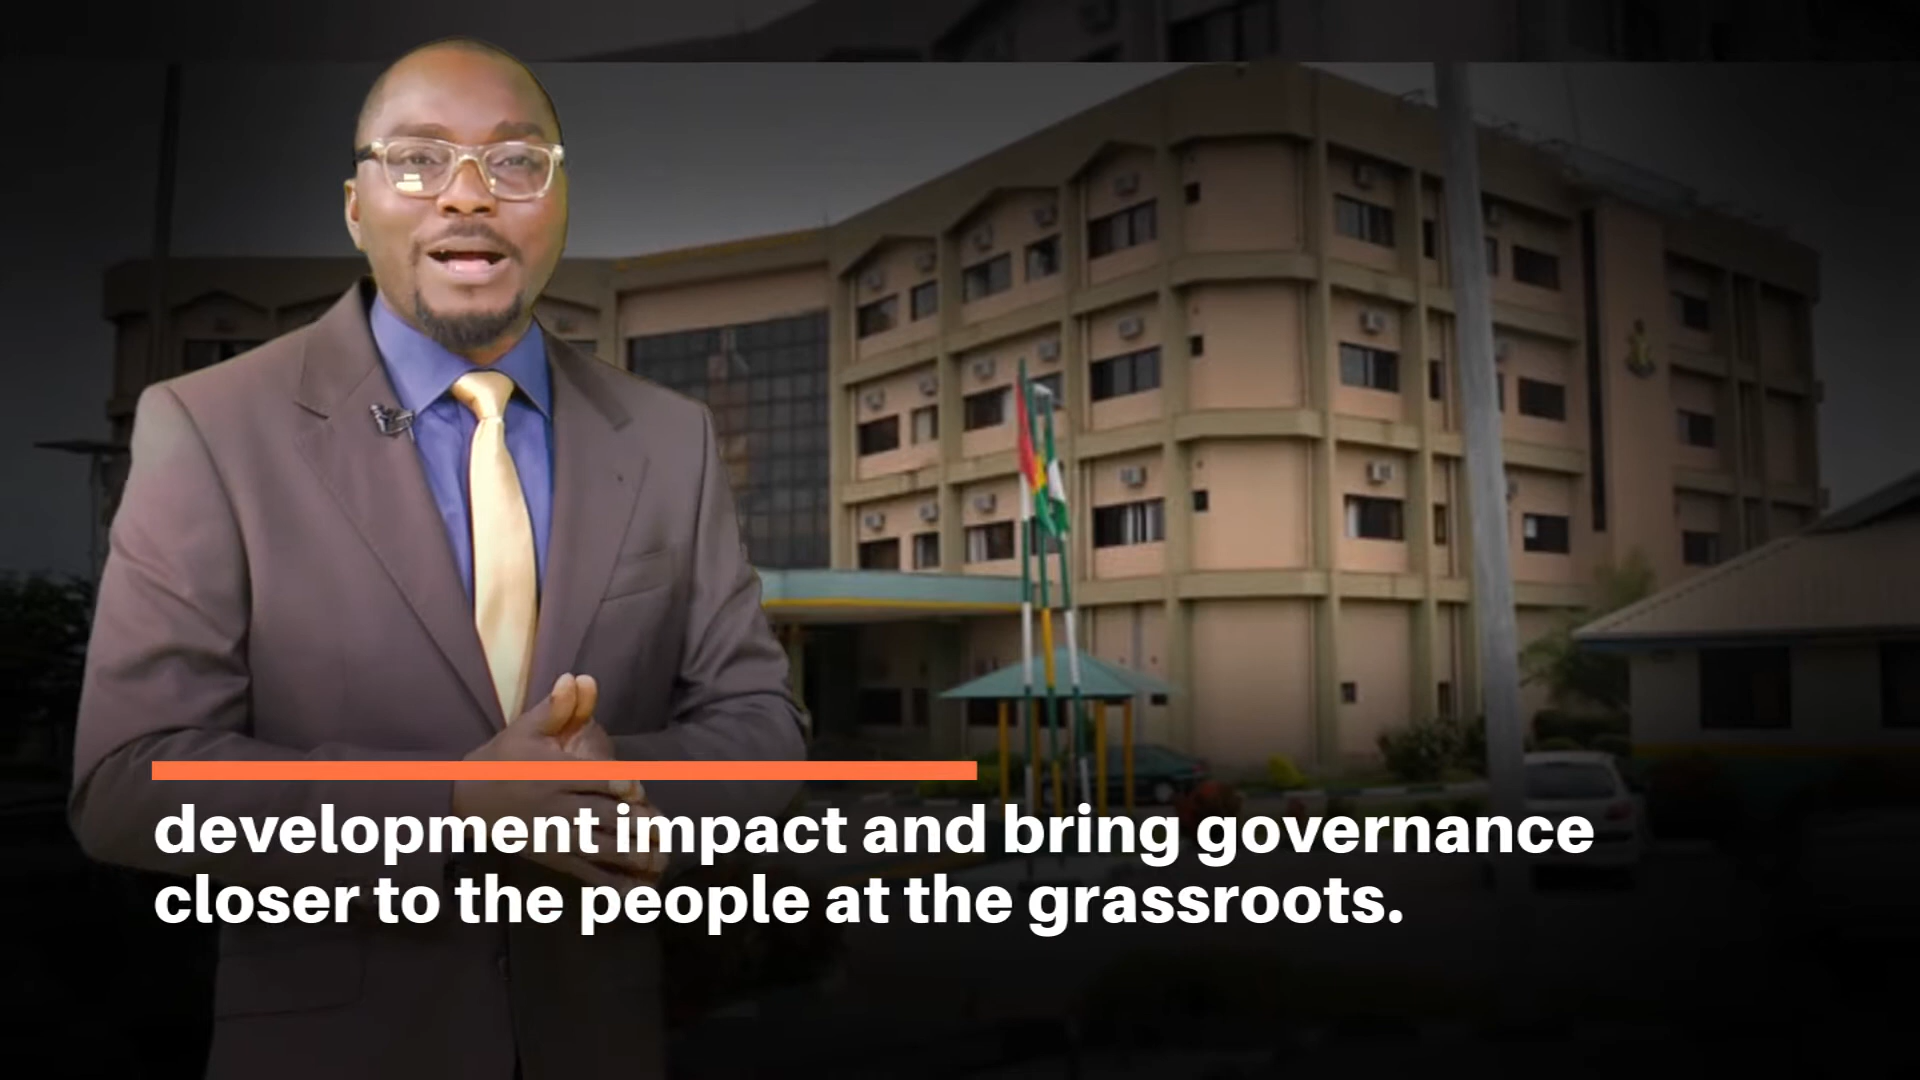 development impact and bring governance
closer to the people at the grassroots.